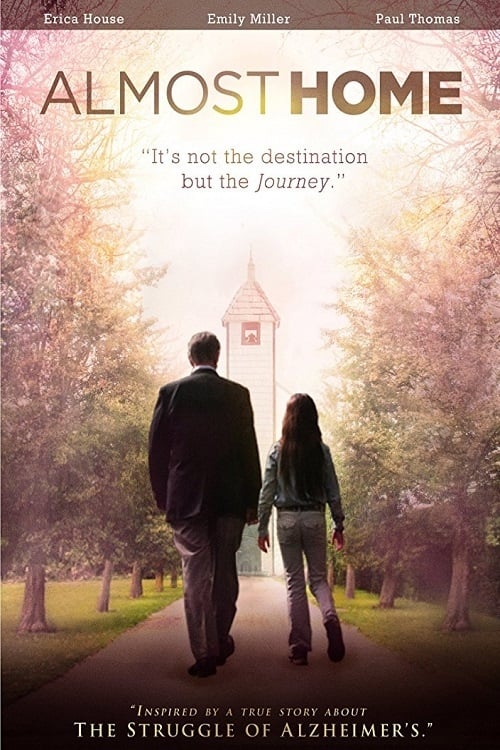 Erica House Emily Miller Paul Thomas
ALMOST HOME
“It's not the destination
but the Journey.”
“INSPIRED BY A TRUE STORY ABOUT
THE STRUGGLE OF ALZHEIMER'S.”